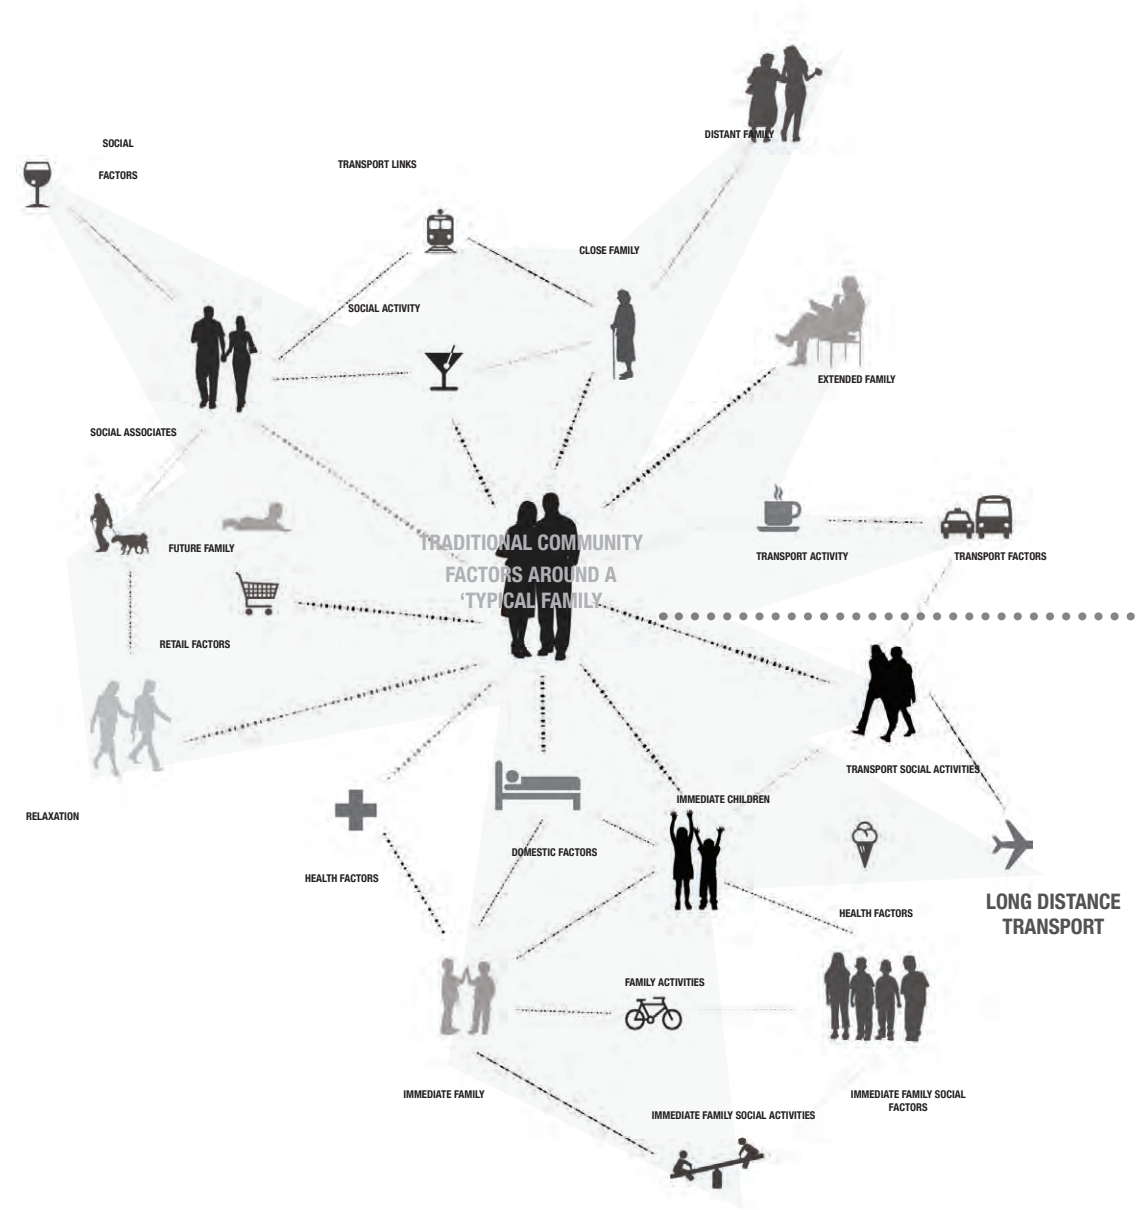 DISTANT FAMILY
SOCIAL
FACTORS
TRANSPORT LINKS
CLOSE FAMILY
SOCIAL ACTIVITY
EXTENDED FAMILY
SOCIAL ASSOCIATES
FUTURE FAMILY
TRADITIONAL COMMUNITY
FACTORS AROUND A
‘TYPICAL FAMILY.
TRANSPORT ACTIVITY
TRANSPORT FACTORS
RETAIL FACTORS
TRANSPORT SOCIAL ACTIVITIES
IMMEDIATE CHILDREN
RELAXATION
DOMESTIC FACTORS
HEALTH FACTORS
LONG DISTANCE
TRANSPORT
HEALTH FACTORS
FAMILY ACTIVITIES
IMMEDIATE FAMILY
IMMEDIATE FAMILY SOCIAL
FACTORS
IMMEDIATE FAMILY SOCIAL ACTIVITIES